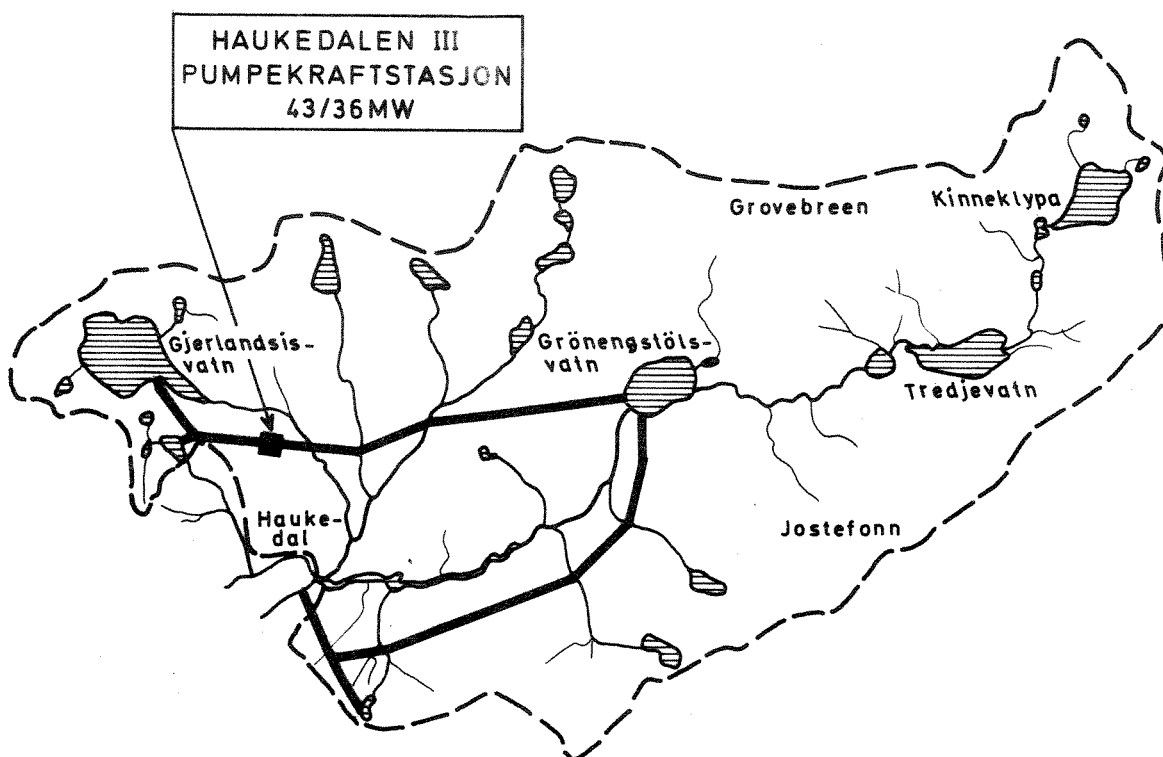 HAUKEDALEN III
PUMPEKRAFTSTASJON
43/36MW
Grovebreen
Kinneklypa
Gjerlandsis-
vatn
Grönengstöls-
vatn
Tredjevatn
Hauke-
dal
Jostefonn